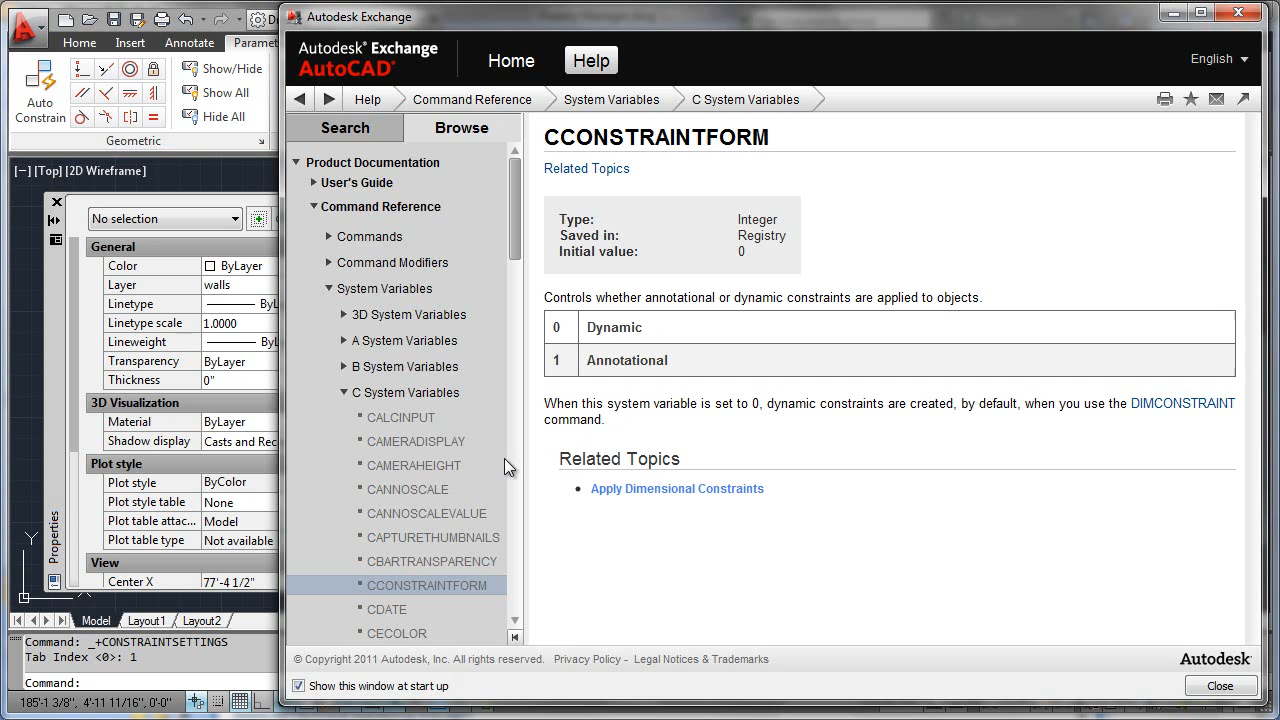 Autodesk Exchange
Home
Insert
Annotate
Param
Auto
Constrain
Show/Hide
Show All
Hide All
Geometric
[−] [Top] [2D Wireframe]
No selection
General
Color
ByLayer
Layer
walls
Linetype
ByL
Linetype scale
1.0000
Lineweight
ByL
Transparency
ByLayer
Thickness
0"
3D Visualization
Material
ByLayer
Shadow display
Casts and Rec
Plot style
Plot style
ByColor
Plot style table
None
Plot table attac...
Model
Plot table type
Not available
View
Center X
77'-4 1/2"
Properties
Y
Model
Layout1
Layout2
Command: _+CONSTRAINTSETTINGS
Tab Index <0>: 1
Command:
185'-1 3/8", 4'-11 11/16", 0'-0"
Autodesk® Exchange
AutoCAD®
Home
Help
English
Help
Command Reference
System Variables
C System Variables
Search
Browse
Product Documentation
User's Guide
Command Reference
Commands
Command Modifiers
System Variables
3D System Variables
A System Variables
B System Variables
C System Variables
CALCINPUT
CAMERADISPLAY
CAMERAHEIGHT
CANNOSCALE
CANNOSCALEVALUE
CAPTURETHUMBNAILS
CBARTRANSPARENCY
CCONSTRAINTFORM
CDATE
CECOLOR
CCONSTRAINTFORM
Related Topics
Type: Integer
Saved in: Registry
Initial value: 0
Controls whether annotational or dynamic constraints are applied to objects.
0 Dynamic
1 Annotational
When this system variable is set to 0, dynamic constraints are created, by default, when you use the DIMCONSTRAINT
command.
Related Topics
Apply Dimensional Constraints
© Copyright 2011 Autodesk, Inc. All rights reserved. Privacy Policy - Legal Notices & Trademarks
Autodesk
Show this window at start up
Close